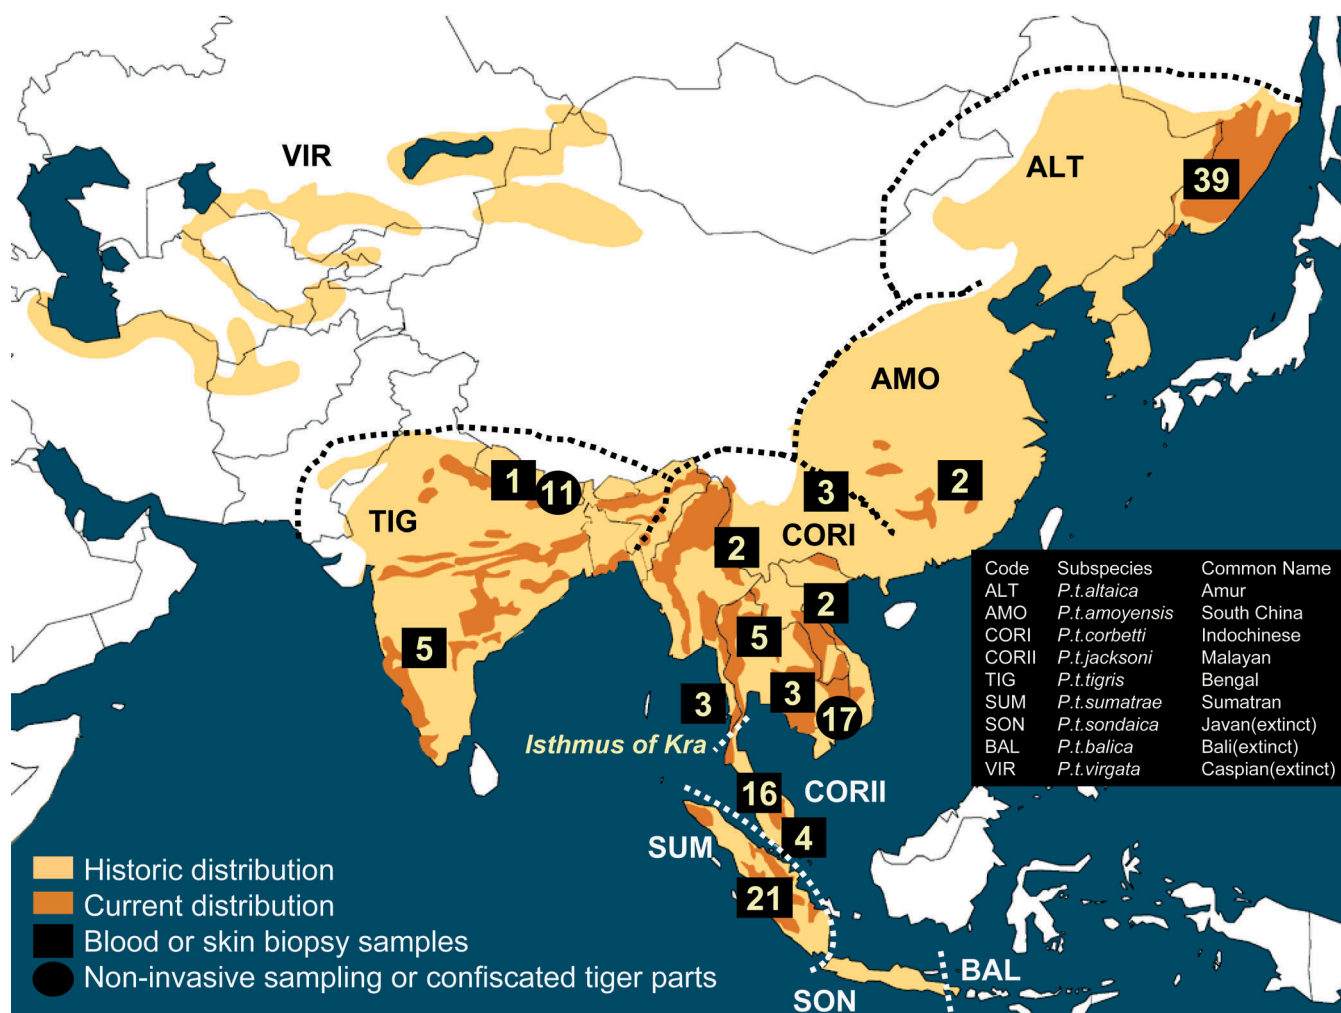 VIR
ALT
39
AMO
1
11
TIG
3
2
CORI
2
2
5
5
3
3
17
Isthmus of Kra
16
CORII
4
SUM
21
BAL
SON
Code Subspecies Common Name
ALT P.t.altaica Amur
AMO P.t.amoyensis South China
CORI P.t.corbetti Indochinese
CORII P.t.jacksoni Malayan
TIG P.t.tigris Bengal
SUM P.t.sumatrae Sumatran
SON P.t.sondaica Javan(extinct)
BAL P.t.balica Bali(extinct)
VIR P.t.virgata Caspian(extinct)
Historic distribution
Current distribution
Blood or skin biopsy samples
Non-invasive sampling or confiscated tiger parts